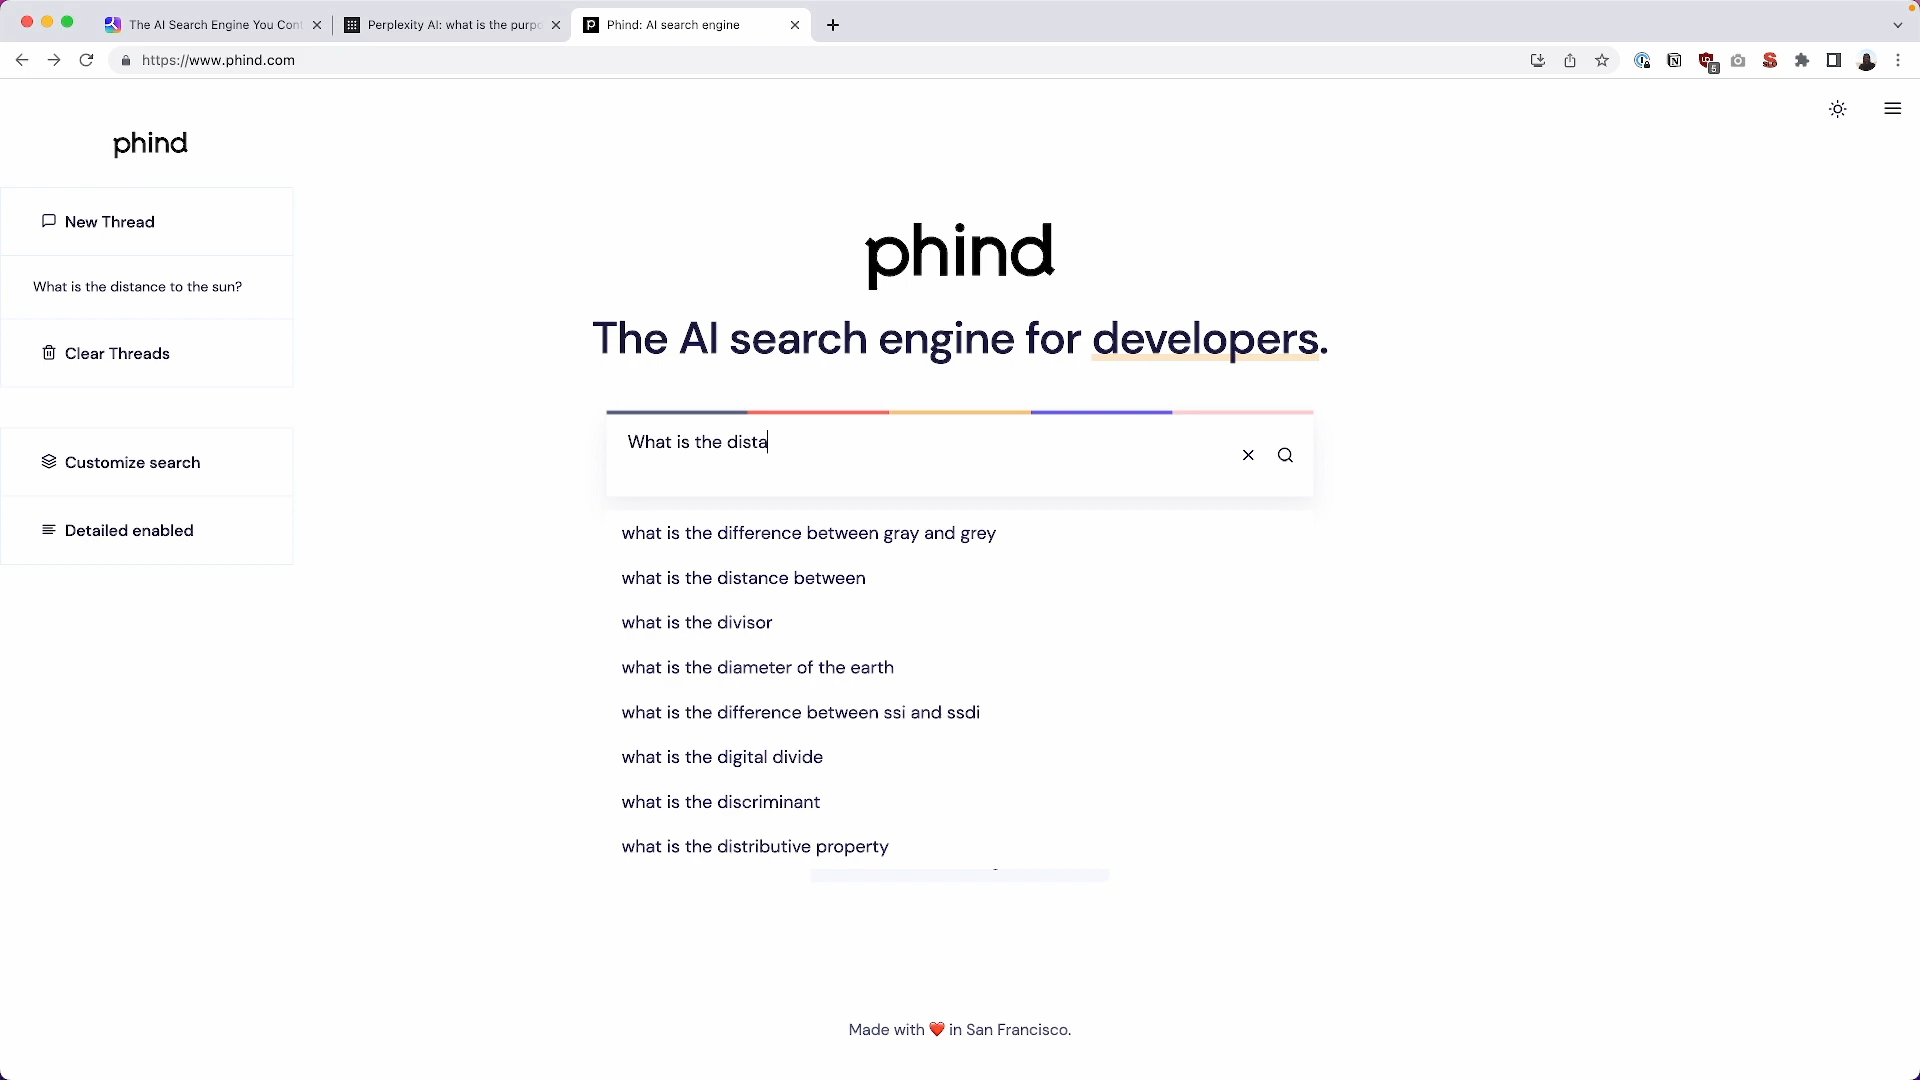 The AI Search Engine You Cont
Perplexity AI: what is the purpo
Phind: AI search engine
https://www.phind.com
5
phind
New Thread
What is the distance to the sun?
Clear Threads
Customize search
Detailed enabled
phind
The AI search engine for developers.
What is the dista
what is the difference between gray and grey
what is the distance between
what is the divisor
what is the diameter of the earth
what is the difference between ssi and ssdi
what is the digital divide
what is the discriminant
what is the distributive property
Made with ❤️ in San Francisco.